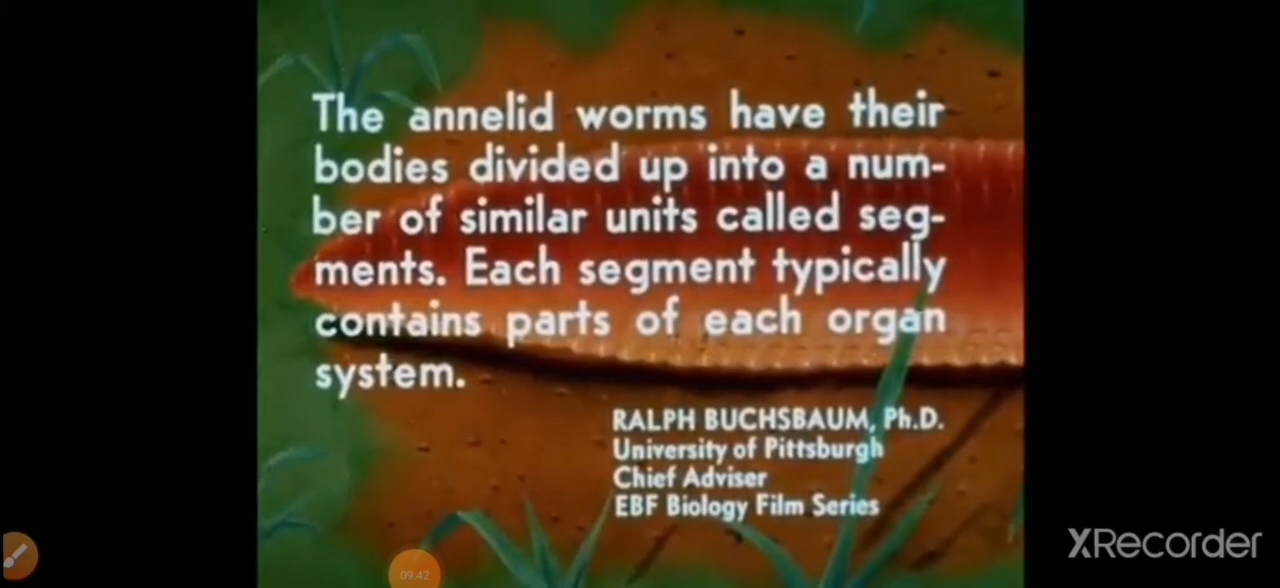 The annelid worms have their
bodies divided up into a num-
ber of similar units called seg-
ments. Each segment typically
contains parts of each organ
system.
RALPH BUCHSBAUM, Ph.D.
University of Pittsburgh
Chief Adviser
EBF Biology Film Series
XRecorder
09:42